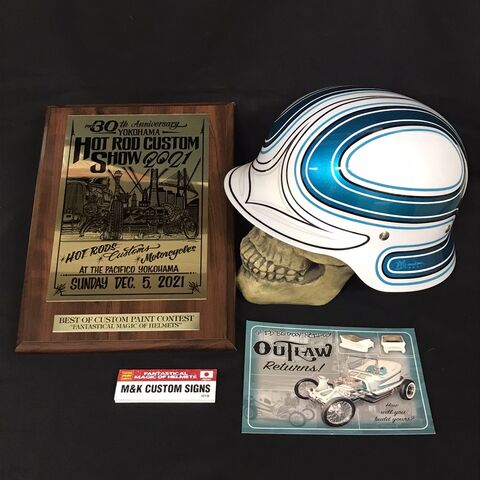 THE 30th Anniversary
YOKOHAMA
HOT ROD CUSTOM
SHOW 2021
HOT RODS Customs Motorcycles
AT THE PACIFICO YOKOHAMA
SUNDAY DEC. 5, 2021
BEST OF CUSTOM PAINT CONTEST
"FANTASTICAL MAGIC OF HELMETS"
FANTASTICAL
MAGIC OF HELMETS
M&K CUSTOM SIGNS
OUTLAW
Returns!
How
will you
build yours?